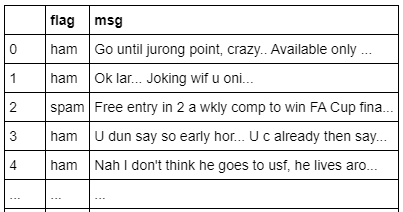 flag msg
0 ham Go until jurong point, crazy.. Available only ...
1 ham Ok lar... Joking wif u oni...
2 spam Free entry in 2 a wkly comp to win FA Cup fina...
3 ham U dun say so early hor... U c already then say...
4 ham Nah I don't think he goes to usf, he lives aro...
... ... ...